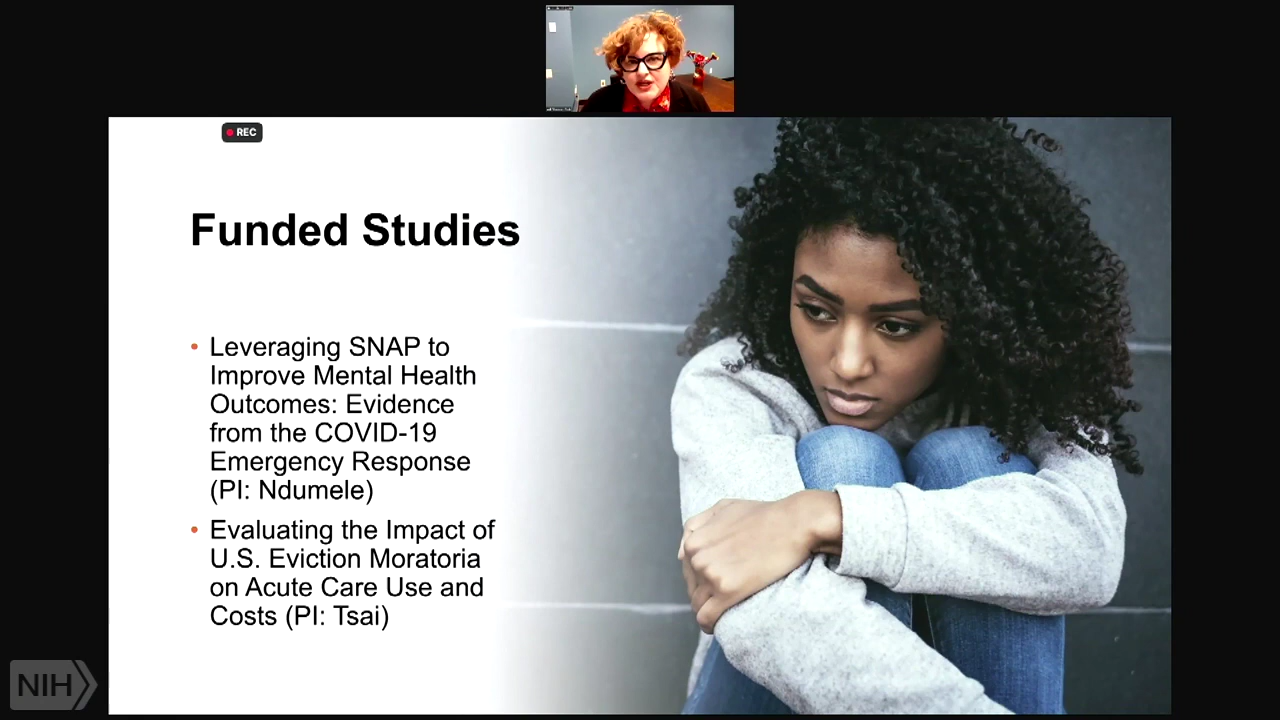 REC
Funded Studies
• Leveraging SNAP to
Improve Mental Health
Outcomes: Evidence
from the COVID-19
Emergency Response
(PI: Ndumele)
• Evaluating the Impact of
U.S. Eviction Moratoria
on Acute Care Use and
Costs (PI: Tsai)
NIH